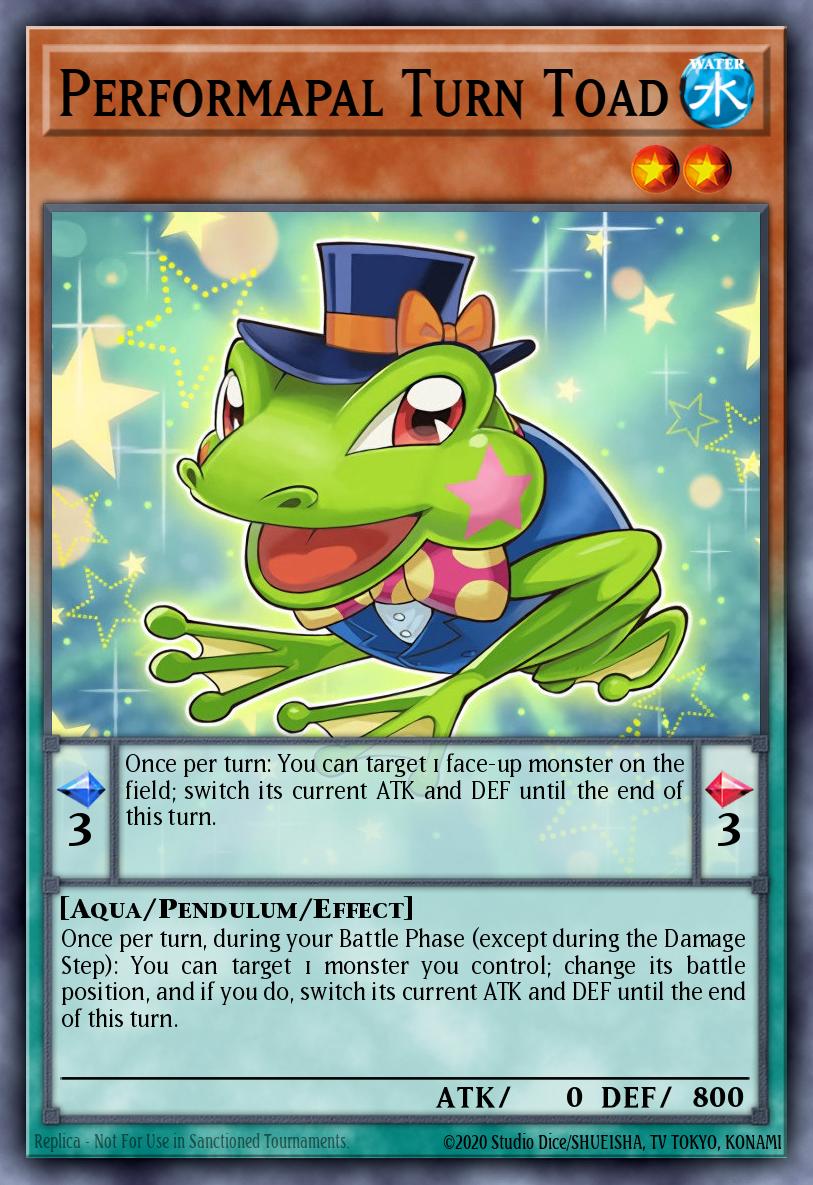 Performapal Turn Toad
WATER
水
Once per turn: You can target 1 face-up monster on the
field; switch its current ATK and DEF until the end of
this turn.
3
3
[Aqua/Pendulum/Effect]
Once per turn, during your Battle Phase (except during the Damage
Step): You can target 1 monster you control; change its battle
position, and if you do, switch its current ATK and DEF until the end
of this turn.
ATK/ 0 DEF/ 800
Replica - Not For Use in Sanctioned Tournaments.
©2020 Studio Dice/SHUEISHA, TV TOKYO, KONAMI